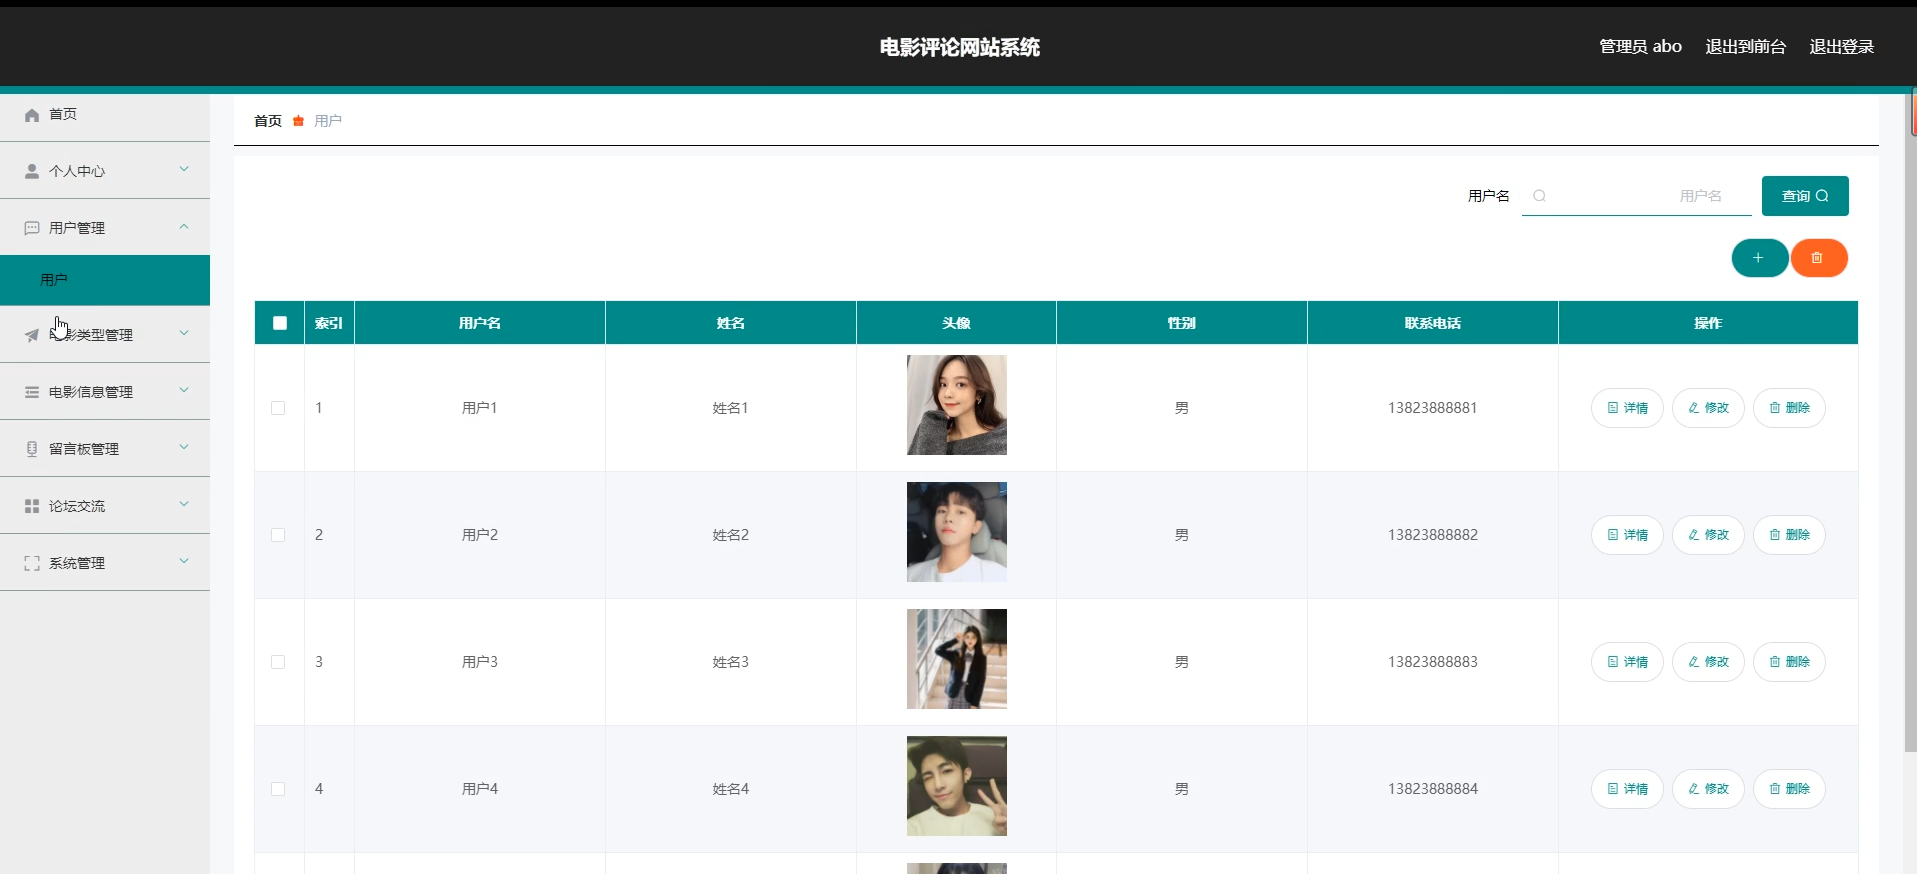 电影评论网站系统
管理员 abo 退出到前台 退出登录
首页
个人中心
用户管理
用户
电影类型管理
电影信息管理
留言板管理
论坛交流
系统管理
首页 用户
用户名 用户名 查询
索引 用户名 姓名 头像 性别 联系电话 操作
1 用户1 姓名1 男 13823888881 详情 修改 删除
2 用户2 姓名2 男 13823888882 详情 修改 删除
3 用户3 姓名3 男 13823888883 详情 修改 删除
4 用户4 姓名4 男 13823888884 详情 修改 删除